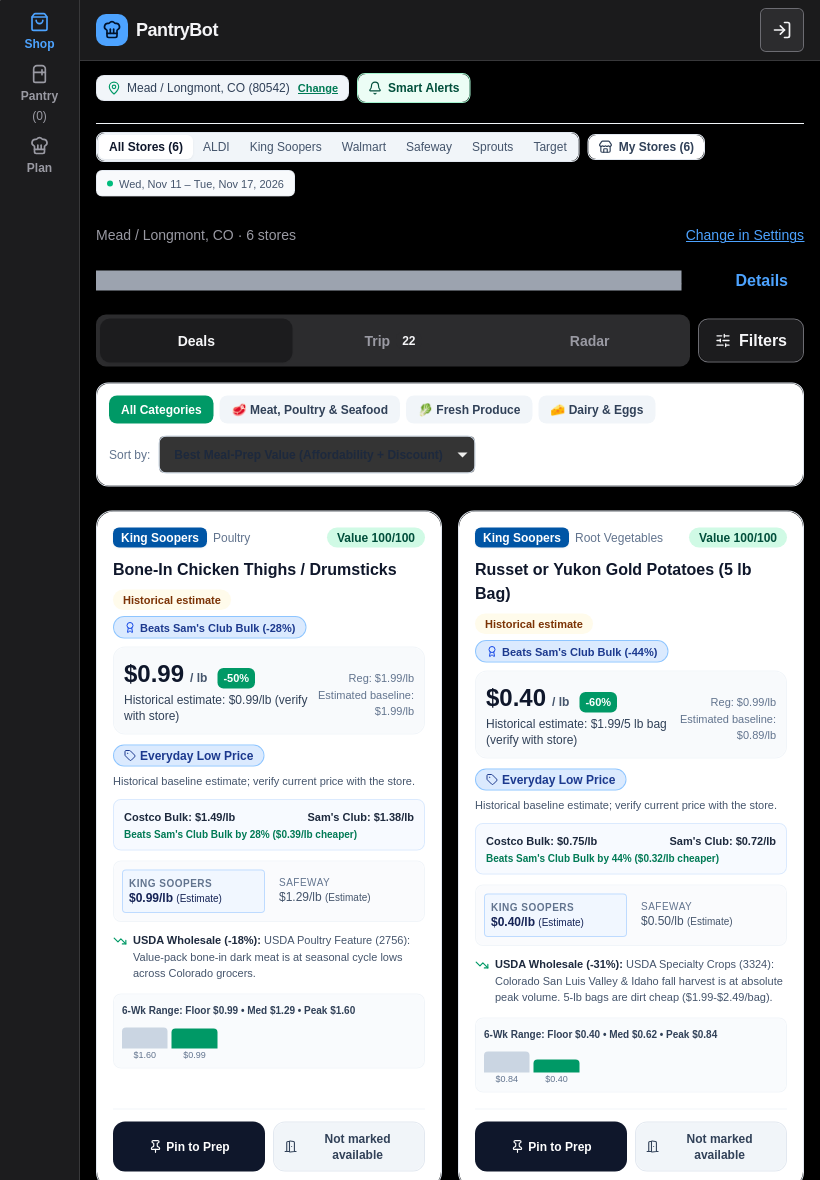 Shop
Pantry
(0)
Plan
PantryBot
Mead / Longmont, CO (80542) Change
Smart Alerts
All Stores (6) ALDI King Soopers Walmart Safeway Sprouts Target
My Stores (6)
Wed, Nov 11 – Tue, Nov 17, 2026
Mead / Longmont, CO · 6 stores
Change in Settings
Details
Deals
Trip 22
Radar
Filters
All Categories
🥩 Meat, Poultry & Seafood
🥬 Fresh Produce
🧀 Dairy & Eggs
Sort by: Best Meal-Prep Value (Affordability + Discount)
King Soopers Poultry Value 100/100
Bone-In Chicken Thighs / Drumsticks
Historical estimate
Beats Sam's Club Bulk (-28%)
$0.99 / lb -50%
Historical estimate: $0.99/lb (verify
with store)
Reg: $1.99/lb
Estimated baseline:
$1.99/lb
Everyday Low Price
Historical baseline estimate; verify current price with the store.
Costco Bulk: $1.49/lb Sam's Club: $1.38/lb
Beats Sam's Club Bulk by 28% ($0.39/lb cheaper)
KING SOOPERS
$0.99/lb (Estimate)
SAFEWAY
$1.29/lb (Estimate)
USDA Wholesale (-18%): USDA Poultry Feature (2756):
Value-pack bone-in dark meat is at seasonal cycle lows
across Colorado grocers.
6-Wk Range: Floor $0.99 • Med $1.29 • Peak $1.60
$1.60 $0.99
Pin to Prep
Not marked
available
King Soopers Root Vegetables Value 100/100
Russet or Yukon Gold Potatoes (5 lb
Bag)
Historical estimate
Beats Sam's Club Bulk (-44%)
$0.40 / lb -60%
Historical estimate: $1.99/5 lb bag
(verify with store)
Reg: $0.99/lb
Estimated baseline:
$0.89/lb
Everyday Low Price
Historical baseline estimate; verify current price with the store.
Costco Bulk: $0.75/lb Sam's Club: $0.72/lb
Beats Sam's Club Bulk by 44% ($0.32/lb cheaper)
KING SOOPERS
$0.40/lb (Estimate)
SAFEWAY
$0.50/lb (Estimate)
USDA Wholesale (-31%): USDA Specialty Crops (3324):
Colorado San Luis Valley & Idaho fall harvest is at absolute
peak volume. 5-lb bags are dirt cheap ($1.99-$2.49/bag).
6-Wk Range: Floor $0.40 • Med $0.62 • Peak $0.84
$0.84 $0.40
Pin to Prep
Not marked
available